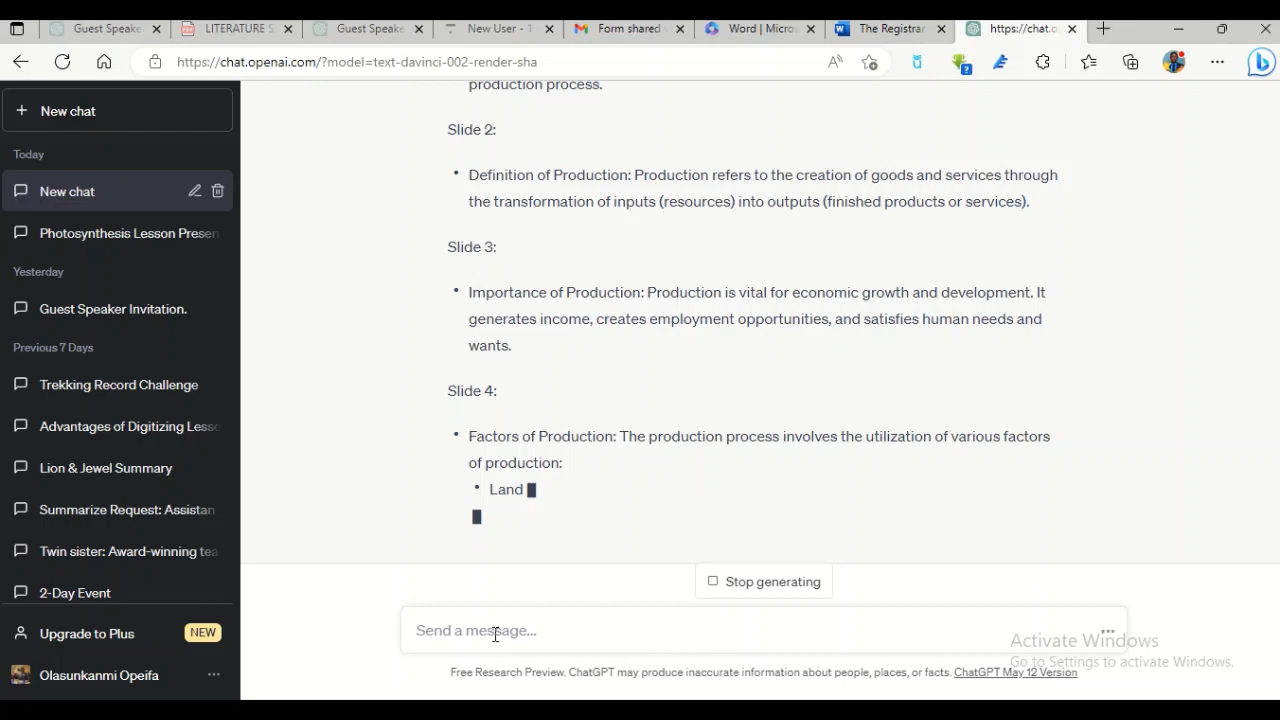 Guest Speake
LITERATURE S
Guest Speake
New User - 1
Form shared
Word | Micros
The Registrar
https://chat.o
https://chat.openai.com/?model=text-davinci-002-render-sha
New chat
Today
New chat
Photosynthesis Lesson Presen
Yesterday
Guest Speaker Invitation.
Previous 7 Days
Trekking Record Challenge
Advantages of Digitizing Lesso
Lion & Jewel Summary
Summarize Request: Assistan
Twin sister: Award-winning tea
2-Day Event
Upgrade to Plus NEW
Olasunkanmi Opeifa
production process.
Slide 2:
• Definition of Production: Production refers to the creation of goods and services through
the transformation of inputs (resources) into outputs (finished products or services).
Slide 3:
• Importance of Production: Production is vital for economic growth and development. It
generates income, creates employment opportunities, and satisfies human needs and
wants.
Slide 4:
• Factors of Production: The production process involves the utilization of various factors
of production:
• Land
Stop generating
Send a message...
Activate Windows
Go to Settings to activate Windows.
Free Research Preview. ChatGPT may produce inaccurate information about people, places, or facts. ChatGPT May 12 Version